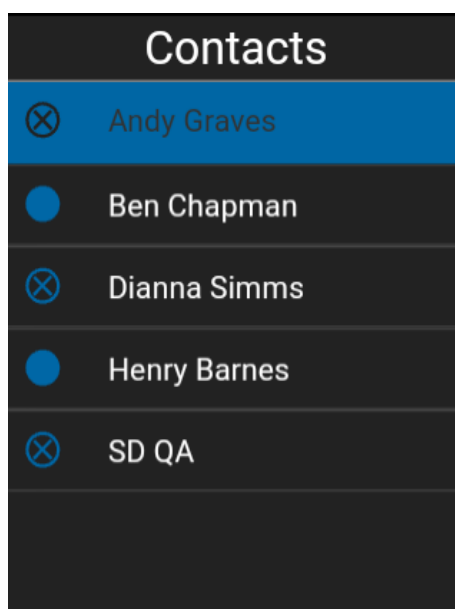 Contacts
Andy Graves
Ben Chapman
Dianna Simms
Henry Barnes
SD QA